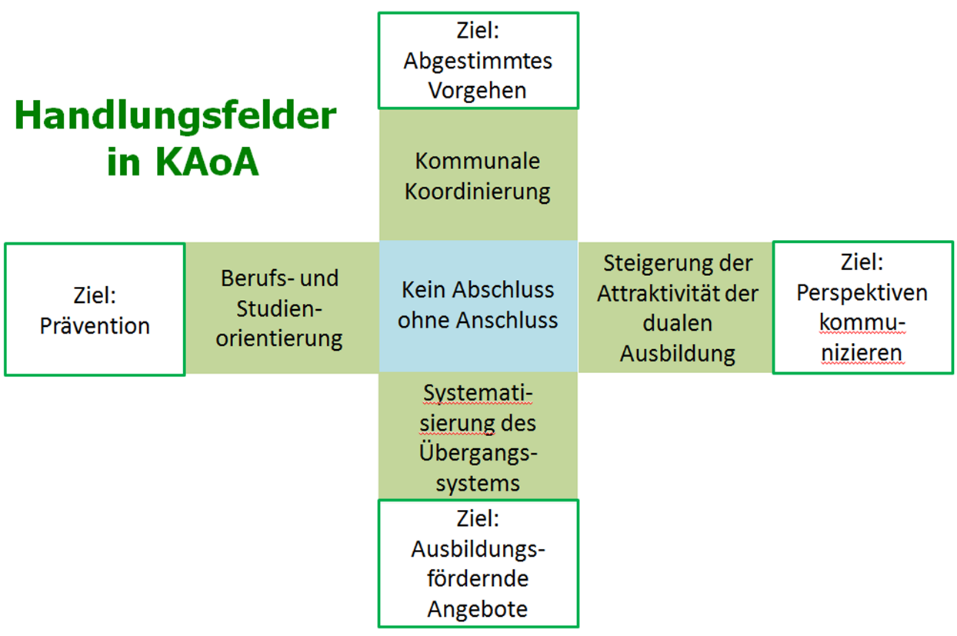 Handlungsfelder
in KAoA
Ziel:
Abgestimmtes
Vorgehen
Kommunale
Koordinierung
Ziel:
Prävention
Berufs- und
Studien-
orientierung
Kein Abschluss
ohne Anschluss
Steigerung der
Attraktivität der
dualen
Ausbildung
Ziel:
Perspektiven
kommu-
nizieren
Systemati-
sierung des
Übergangs-
systems
Ziel:
Ausbildungs-
fördernde
Angebote